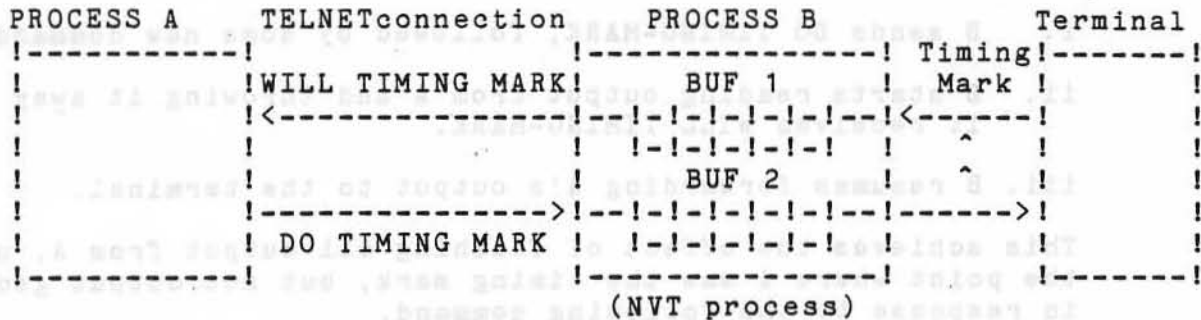 PROCESS A TELNETconnection PROCESS B Terminal
Timing
WILL TIMING MARK BUF 1 Mark
BUF 2
DO TIMING MARK
(NVT process)